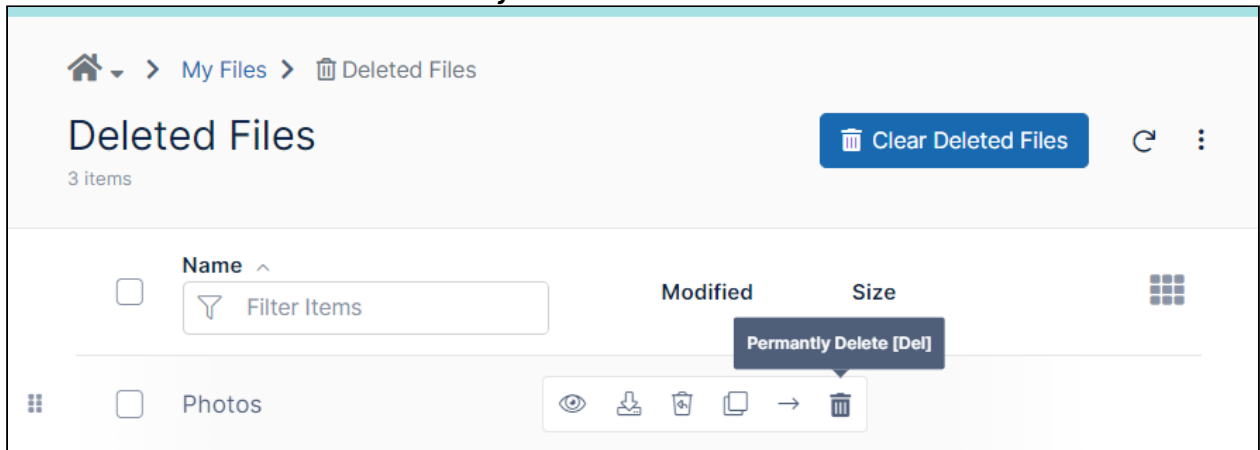 My Files > Deleted Files
Deleted Files
Clear Deleted Files
3 items
Name
Filter Items
Modified
Size
Permantly Delete [Del]
Photos